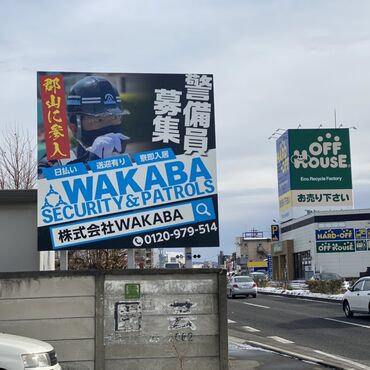 郡山に参入
警備員
募集
日払い 送迎有り 寮即入居
WAKABA
SECURITY & PATROLS
株式会社WAKABA
0120-979-514
OFF
HOUSE
Eco Recycle Factory
お売り下さい
P
HARD-OFF
OFF HOUSE